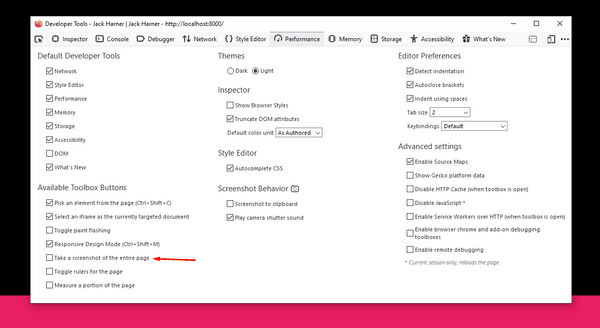 Developer Tools - Jack Harner | Jack Harner - http://localhost:8000/
Inspector Console Debugger Network Style Editor Performance Memory Storage Accessibility What's New
Default Developer Tools
Network
Style Editor
Performance
Memory
Storage
Accessibility
DOM
What's New
Available Toolbox Buttons
Pick an element from the page (Ctrl+Shift+C)
Select an iframe as the currently targeted document
Toggle paint flashing
Responsive Design Mode (Ctrl+Shift+M)
Take a screenshot of the entire page
Toggle rulers for the page
Measure a portion of the page
Themes
Dark Light
Inspector
Show Browser Styles
Truncate DOM attributes
Default color unit As Authored
Style Editor
Autocomplete CSS
Screenshot Behavior
Screenshot to clipboard
Play camera shutter sound
Editor Preferences
Detect indentation
Autoclose brackets
Indent using spaces
Tab size 2
Keybindings Default
Advanced settings
Enable Source Maps
Show Gecko platform data
Disable HTTP Cache (when toolbox is open)
Disable JavaScript *
Enable Service Workers over HTTP (when toolbox is open)
Enable browser chrome and add-on debugging
toolboxes
Enable remote debugging
* Current session only, reloads the page